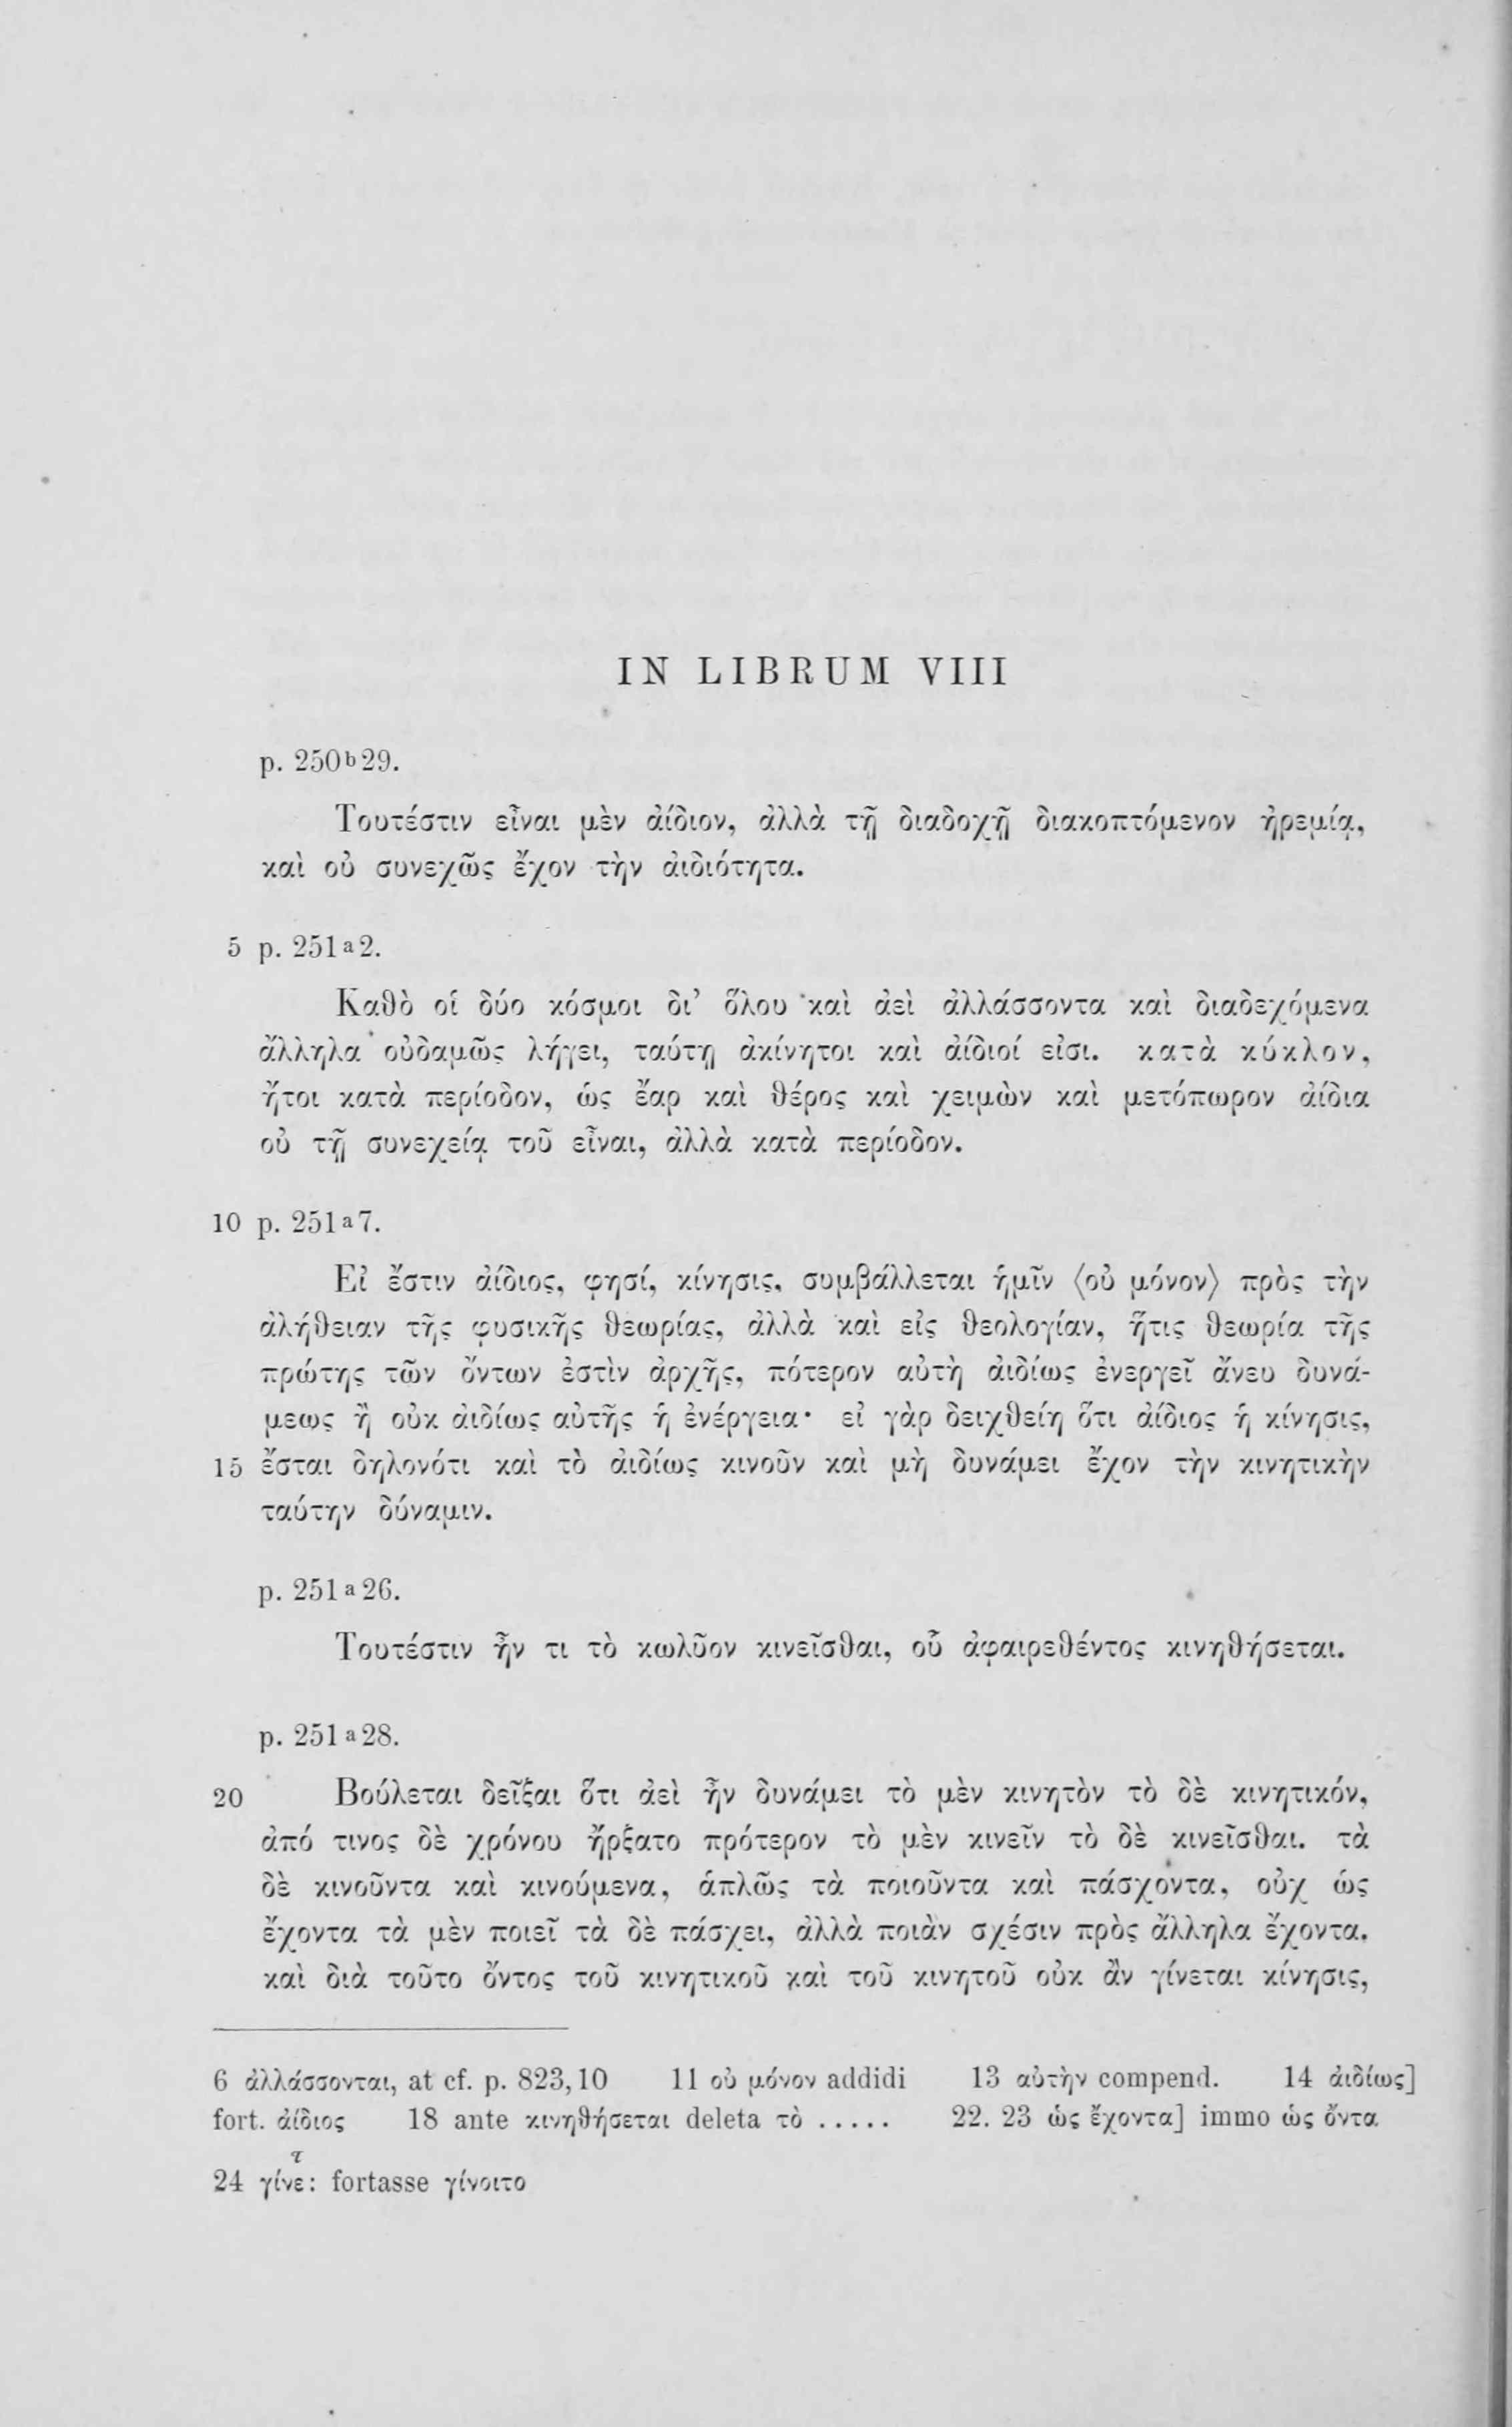 IN LIBRUM VIII
p. 250ᵇ29.
Τουτέστιν εἶναι μὲν ἀίδιον, ἀλλὰ τῇ διαδοχῇ διακοπτόμενον ἠρεμίᾳ,
καὶ οὐ συνεχῶς ἔχον τὴν ἀιδιότητα.
5 p. 251ᵃ2.
Καθὸ οἱ δύο κόσμοι δι’ ὅλου καὶ ἀεὶ ἀλλάσσοντα καὶ διαδεχόμενα
ἄλληλα οὐδαμῶς λήγει, ταύτῃ ἀκίνητοι καὶ ἀίδιοί εἰσι. κατὰ κύκλον,
ἤτοι κατὰ περίοδον, ὡς ἔαρ καὶ θέρος καὶ χειμὼν καὶ μετόπωρον ἀίδια
οὐ τῇ συνεχείᾳ τοῦ εἶναι, ἀλλὰ κατὰ περίοδον.
10 p. 251ᵃ7.
Εἰ ἔστιν ἀίδιος, φησί, κίνησις, συμβάλλεται ἡμῖν ⟨οὐ μόνον⟩ πρὸς τὴν
ἀλήθειαν τῆς φυσικῆς θεωρίας, ἀλλὰ καὶ εἰς θεολογίαν, ἥτις θεωρία τῆς
πρώτης τῶν ὄντων ἐστὶν ἀρχῆς, πότερον αὐτὴ ἀιδίως ἐνεργεῖ ἄνευ δυνά-
μεως ἢ οὐκ ἀιδίως αὐτῆς ἡ ἐνέργεια· εἰ γὰρ δειχθείη ὅτι ἀίδιος ἡ κίνησις,
15 ἔσται δηλονότι καὶ τὸ ἀιδίως κινοῦν καὶ μὴ δυνάμει ἔχον τὴν κινητικὴν
ταύτην δύναμιν.
p. 251ᵃ26.
Τουτέστιν ἦν τι τὸ κωλῦον κινεῖσθαι, οὗ ἀφαιρεθέντος κινηθήσεται.
p. 251ᵃ28.
20 Βούλεται δεῖξαι ὅτι ἀεὶ ἦν δυνάμει τὸ μὲν κινητὸν τὸ δὲ κινητικόν,
ἀπό τινος δὲ χρόνου ἤρξατο πρότερον τὸ μὲν κινεῖν τὸ δὲ κινεῖσθαι. τὰ
δὲ κινοῦντα καὶ κινούμενα, ἁπλῶς τὰ ποιοῦντα καὶ πάσχοντα, οὐχ ὡς
ἔχοντα τὰ μὲν ποιεῖ τὰ δὲ πάσχει, ἀλλὰ ποιὰν σχέσιν πρὸς ἄλληλα ἔχοντα.
καὶ διὰ τοῦτο ὄντος τοῦ κινητικοῦ καὶ τοῦ κινητοῦ οὐκ ἂν γίνεται κίνησις,
6 ἀλλάσσονται, at cf. p. 823,10 11 οὐ μόνον addidi 13 αὐτὴν compend. 14 ἀιδίως]
fort. ἀίδιος 18 ante κινηθήσεται deleta τὸ ..... 22. 23 ὡς ἔχοντα] immo ὡς ὄντα
τ
24 γίνε: fortasse γίνοιτο